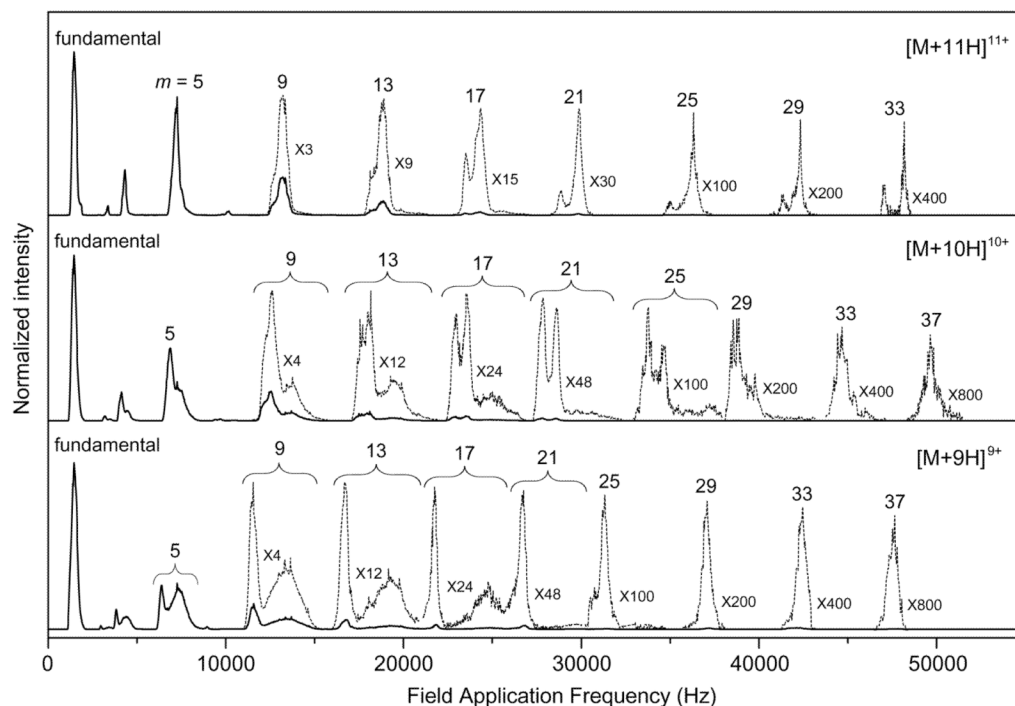 fundamental
[M+11H]11+
m = 5
9
13
17
21
25
29
33
X3
X9
X15
X30
X100
X200
X400
fundamental
[M+10H]10+
5
9
13
17
21
25
29
33
37
X4
X12
X24
X48
X100
X200
X400
X800
fundamental
[M+9H]9+
5
9
13
17
21
25
29
33
37
X4
X12
X24
X48
X100
X200
X400
X800
Normalized intensity
0
10000
20000
30000
40000
50000
Field Application Frequency (Hz)